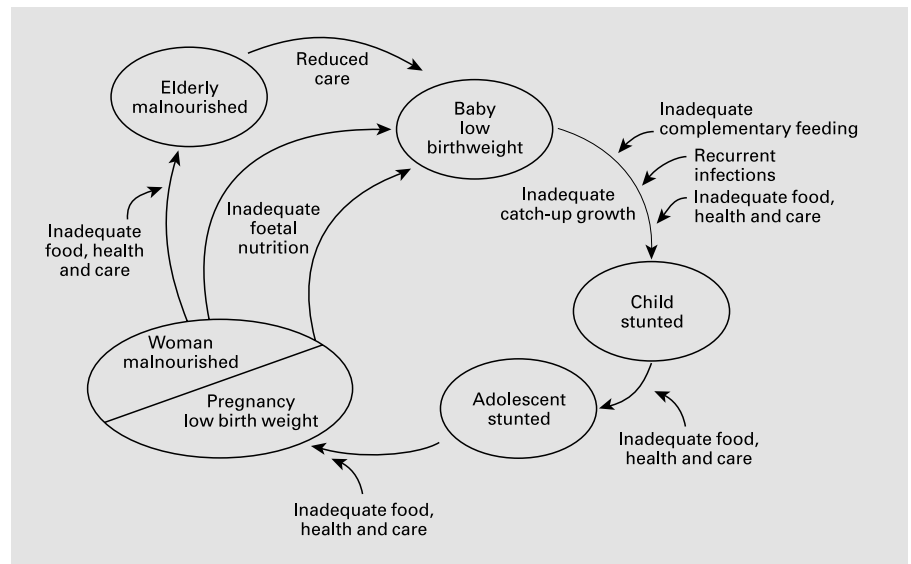 Elderly
malnourished
Reduced
care
Baby
low
birthweight
Inadequate
complementary feeding
Recurrent
infections
Inadequate food,
health and care
Inadequate
catch-up growth
Inadequate
foetal
nutrition
Inadequate
food, health
and care
Child
stunted
Woman
malnourished
Pregnancy
low birth weight
Adolescent
stunted
Inadequate food,
health and care
Inadequate food,
health and care